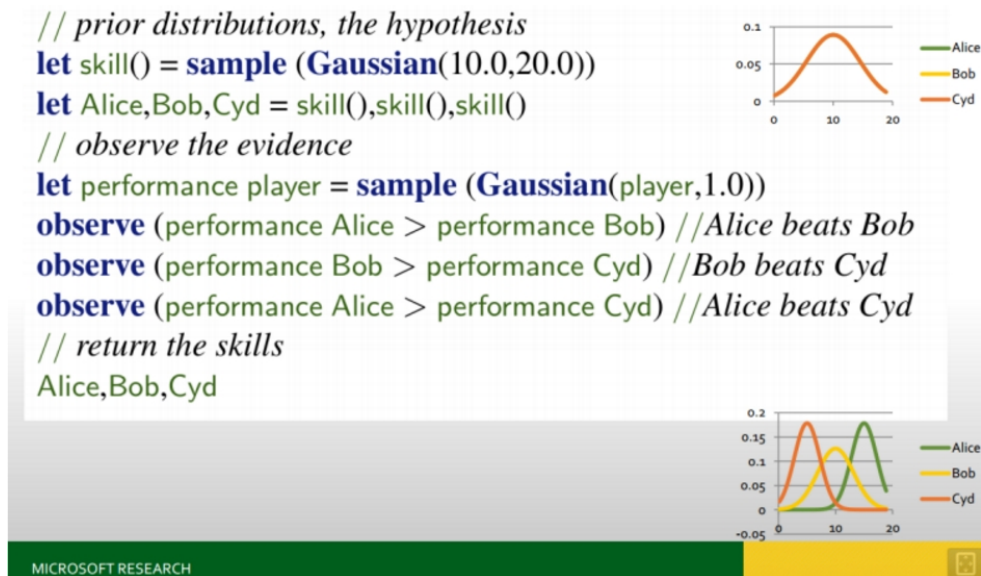 // prior distributions, the hypothesis
let skill() = sample (Gaussian(10.0,20.0))
let Alice,Bob,Cyd = skill(),skill(),skill()
// observe the evidence
let performance player = sample (Gaussian(player,1.0))
observe (performance Alice > performance Bob) //Alice beats Bob
observe (performance Bob > performance Cyd) //Bob beats Cyd
observe (performance Alice > performance Cyd) //Alice beats Cyd
// return the skills
Alice,Bob,Cyd
0.1
0.05
0
0 10 20
Alice
Bob
Cyd
0.2
0.15
0.1
0.05
0
-0.05
0 10 20
Alice
Bob
Cyd
MICROSOFT RESEARCH